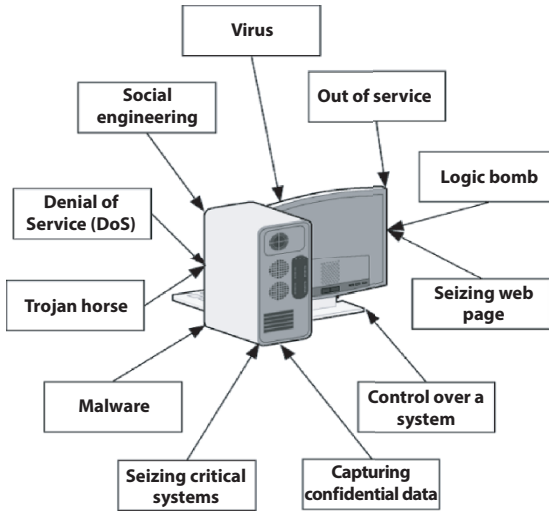 Virus
Social
engineering
Out of service
Denial of
Service (DoS)
Logic bomb
Trojan horse
Seizing web
page
Malware
Control over a
system
Seizing critical
systems
Capturing
confidential data